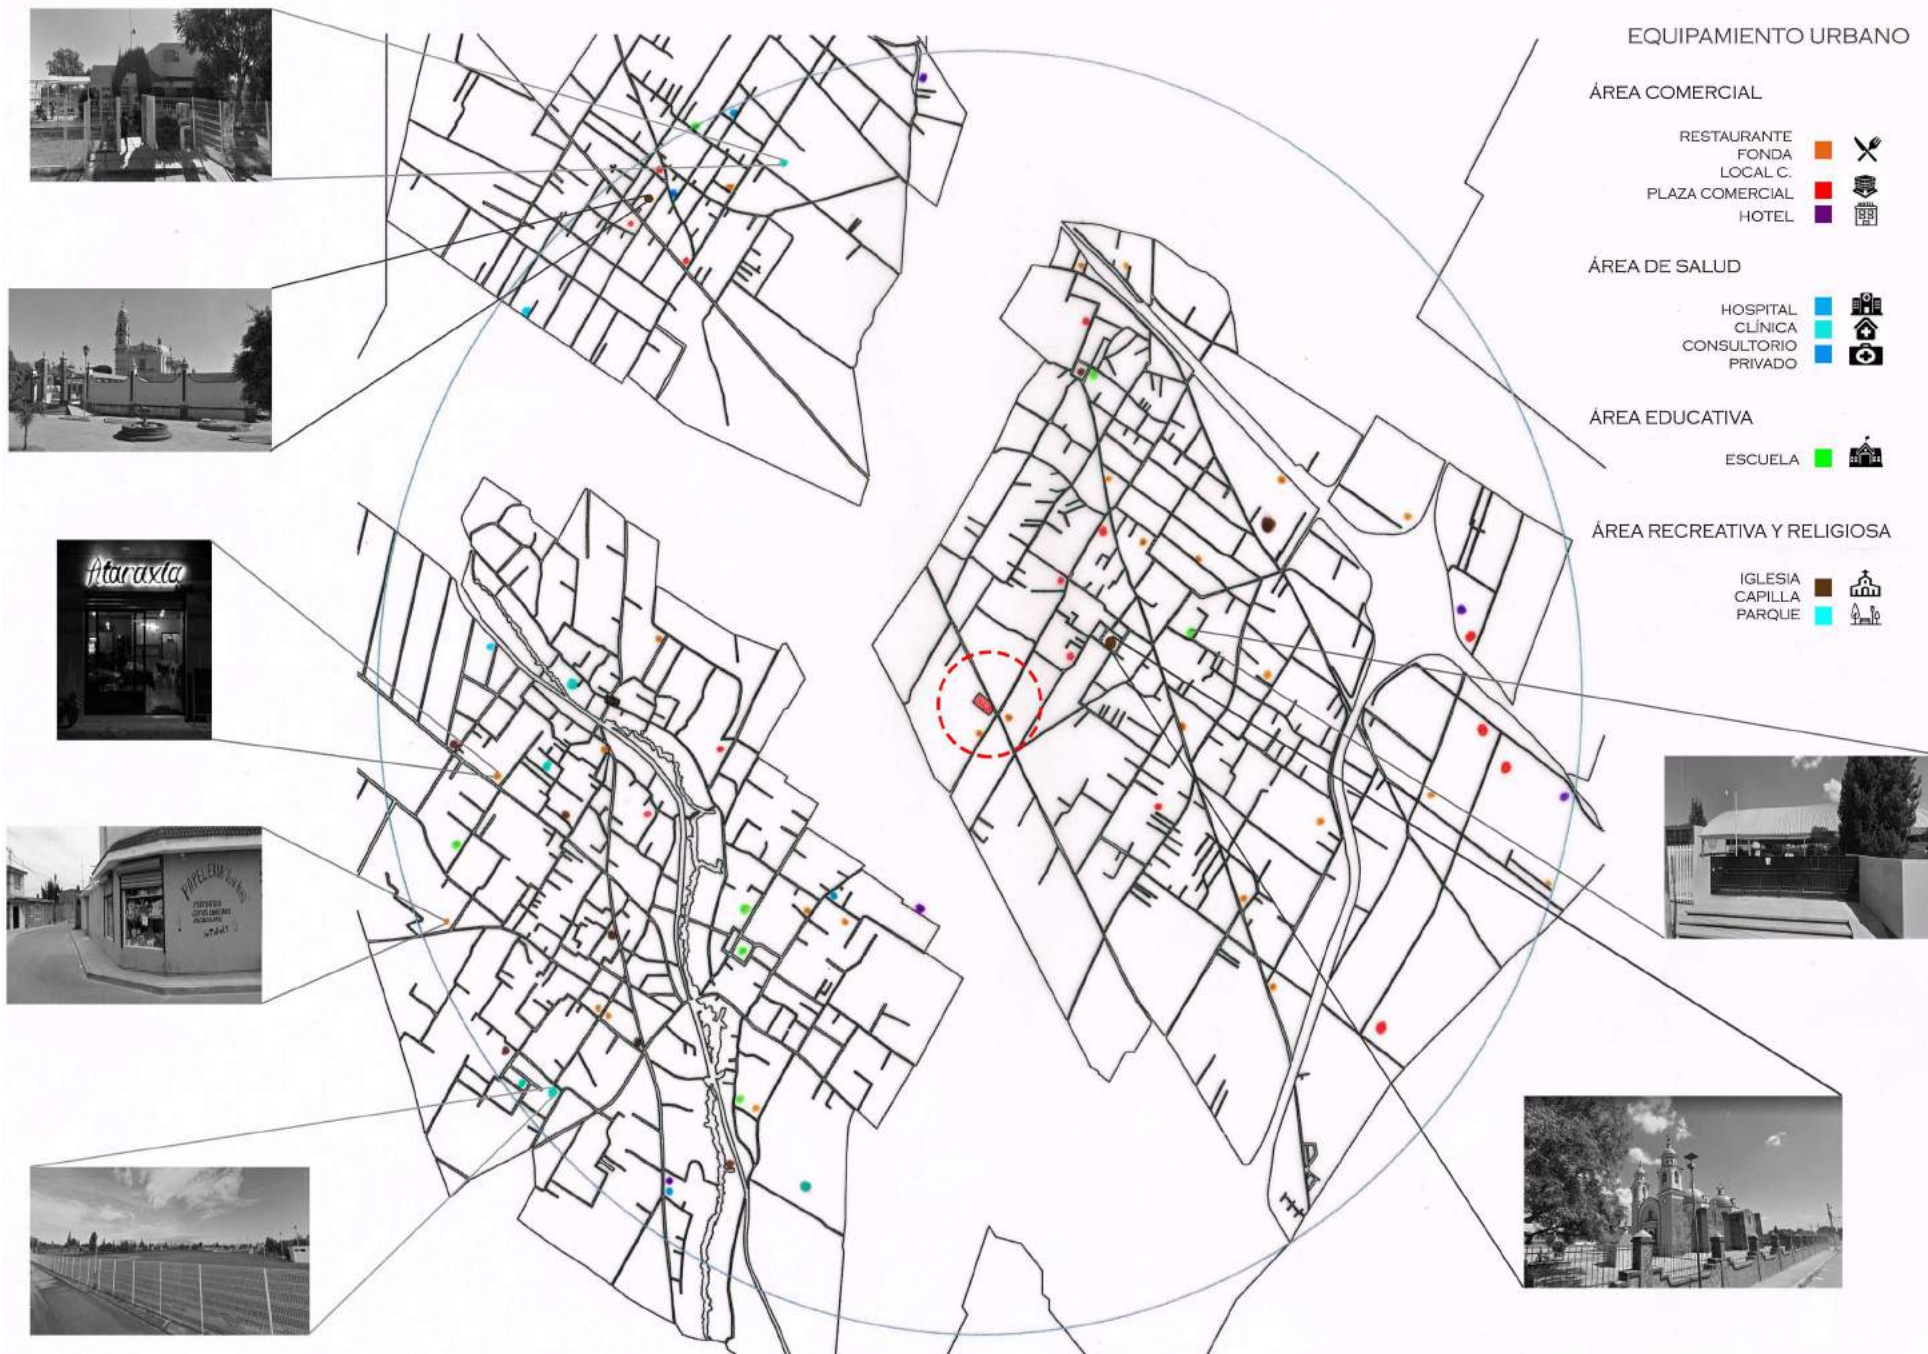 EQUIPAMIENTO URBANO
ÁREA COMERCIAL
RESTAURANTE
FONDA
LOCAL C.
PLAZA COMERCIAL
HOTEL
ÁREA DE SALUD
HOSPITAL
CLÍNICA
CONSULTORIO
PRIVADO
ÁREA EDUCATIVA
ESCUELA
ÁREA RECREATIVA Y RELIGIOSA
IGLESIA
CAPILLA
PARQUE
Ataraxia
PAPELERIA